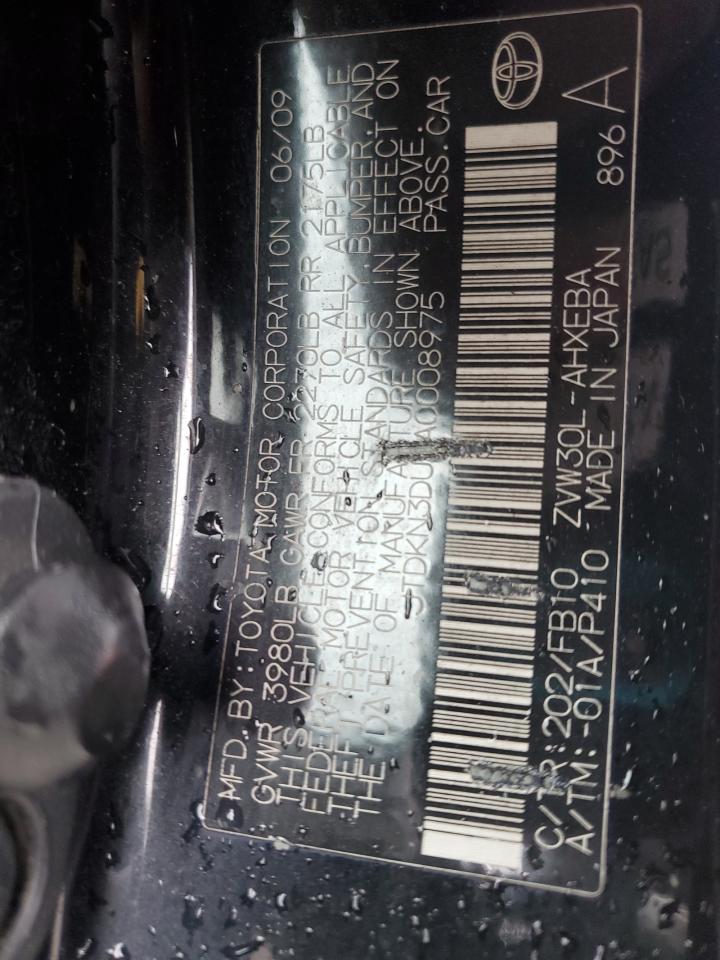 MFD. BY: TOYOTA MOTOR CORPORATION 06/09
GVWR 3980LB GAWR FR 2270LB RR 2175LB
THIS VEHICLE CONFORMS TO ALL APPLICABLE
FEDERAL MOTOR VEHICLE SAFETY, BUMPER, AND
THEFT PREVENTION STANDARDS IN EFFECT ON
THE DATE OF MANUFACTURE SHOWN ABOVE.
PASS. CAR
C/TR: 202/FB10 ZVW30L-AHXEBA 896 A
A/TM: -01A/P410 MADE IN JAPAN